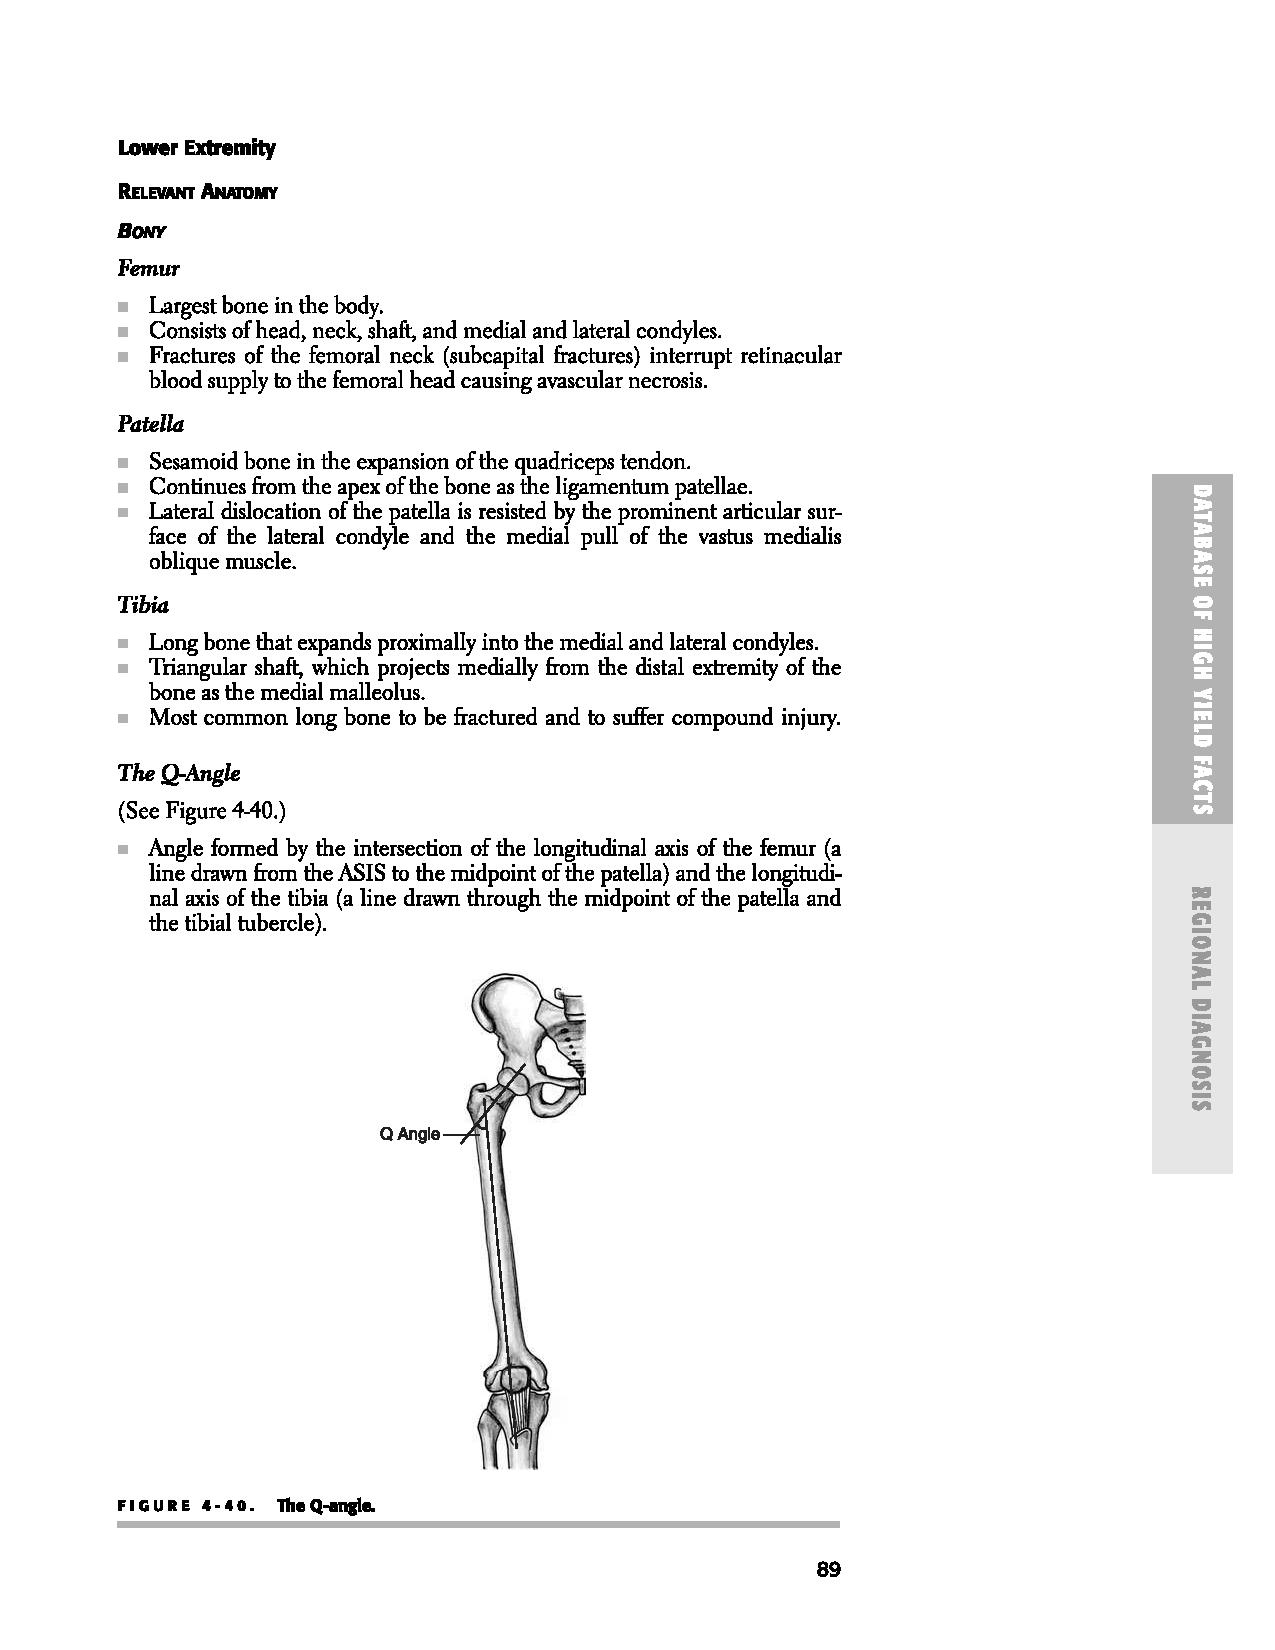 Lower Extremity
RELEVANT ANATOMY
BONY
Femur
■ Largest bone in the body.
■ Consists of head, neck, shaft, and medial and lateral condyles.
■ Fractures of the femoral neck (subcapital fractures) interrupt retinacular
blood supply to the femoral head causing avascular necrosis.
Patella
■ Sesamoid bone in the expansion of the quadriceps tendon.
■ Continues from the apex of the bone as the ligamentum patellae.
■ Lateral dislocation of the patella is resisted by the prominent articular sur-
face of the lateral condyle and the medial pull of the vastus medialis
oblique muscle.
Tibia
■ Long bone that expands proximally into the medial and lateral condyles.
■ Triangular shaft, which projects medially from the distal extremity of the
bone as the medial malleolus.
■ Most common long bone to be fractured and to suffer compound injury.
The Q-Angle
(See Figure 4-40.)
■ Angle formed by the intersection of the longitudinal axis of the femur (a
line drawn from the ASIS to the midpoint of the patella) and the longitudi-
nal axis of the tibia (a line drawn through the midpoint of the patella and
the tibial tubercle).
Q Angle
FIGURE 4-40. The Q-angle.
89
DATABASE OF HIGH YIELD FACTS
REGIONAL DIAGNOSIS